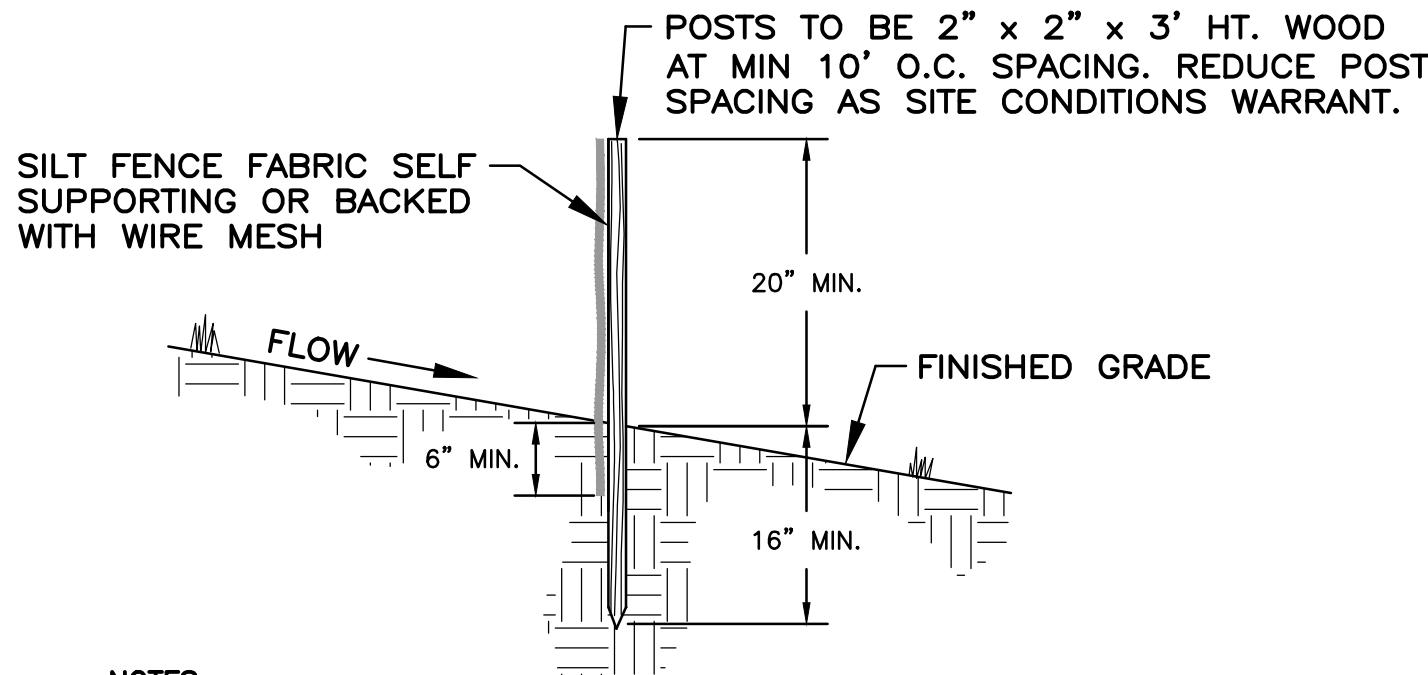 POSTS TO BE 2” x 2” x 3’ HT. WOOD
AT MIN 10’ O.C. SPACING. REDUCE POST
SPACING AS SITE CONDITIONS WARRANT.
SILT FENCE FABRIC SELF
SUPPORTING OR BACKED
WITH WIRE MESH
20” MIN.
FLOW
FINISHED GRADE
6” MIN.
16” MIN.
NOTES